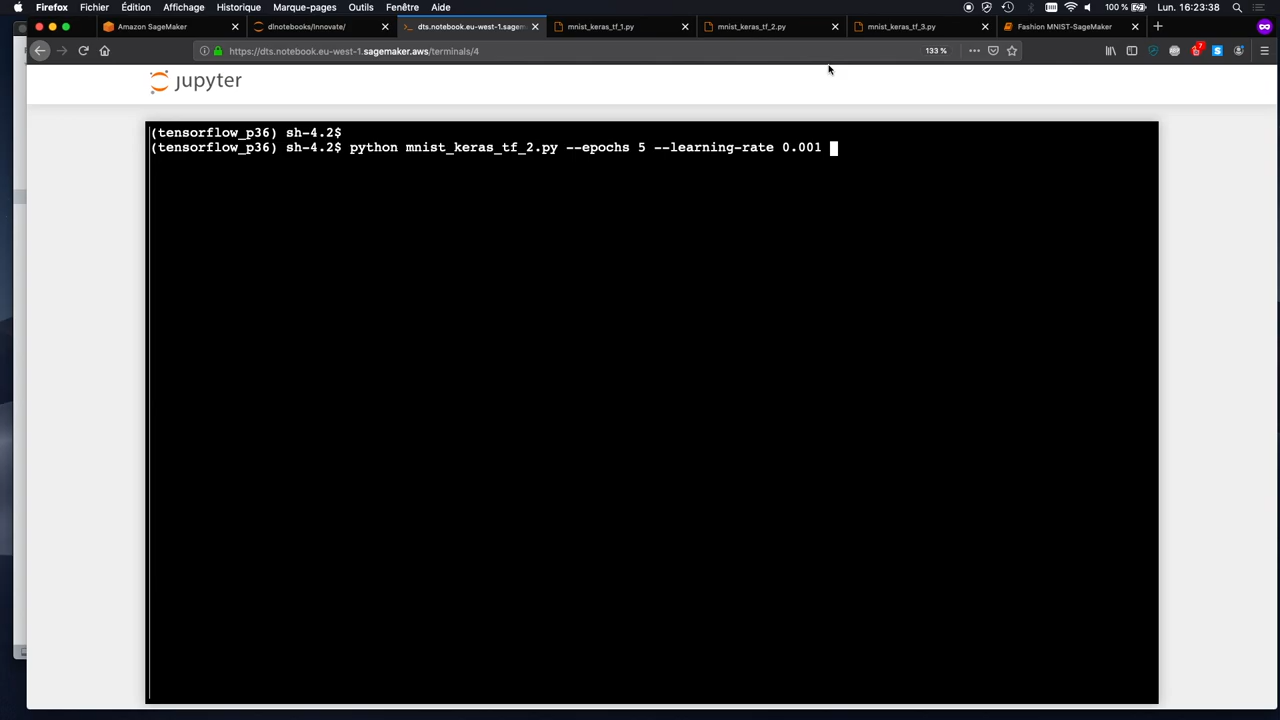 Firefox Fichier Édition Affichage Historique Marque-pages Outils Fenêtre Aide 100 % Lun. 16:23:38
Amazon SageMaker dlnotebooks/innovate/ dts.notebook.eu-west-1.sagem mnist_keras_tf_1.py mnist_keras_tf_2.py mnist_keras_tf_3.py Fashion MNIST-SageMaker
https://dts.notebook.eu-west-1.sagemaker.aws/terminals/4 133 % 7
jupyter
(tensorflow_p36) sh-4.2$
(tensorflow_p36) sh-4.2$ python mnist_keras_tf_2.py --epochs 5 --learning-rate 0.001